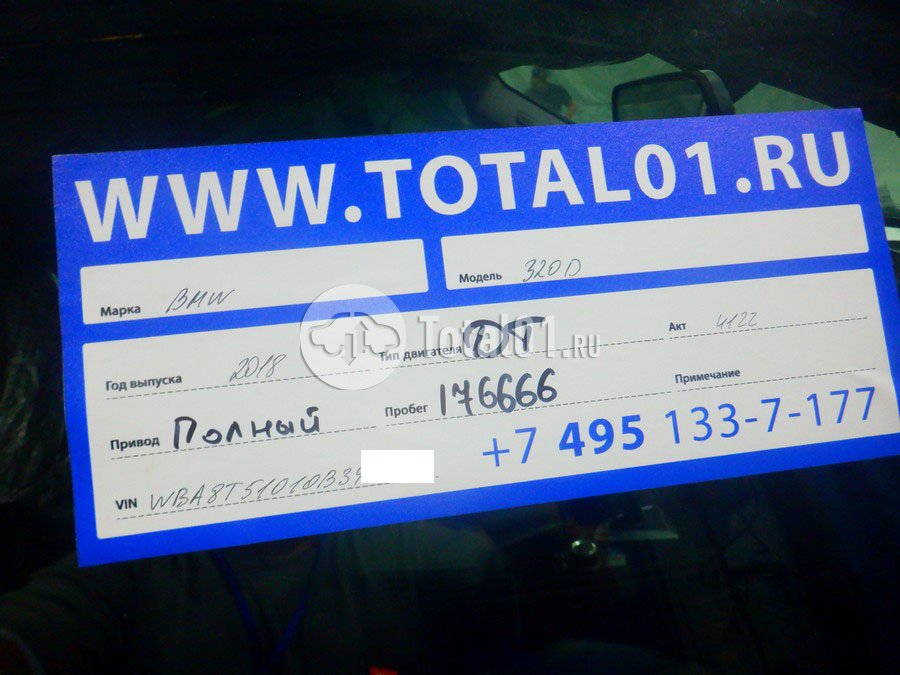 WWW.TOTAL01.RU
Марка BMW Модель 320D
Год выпуска 2018 Тип двигателя DT Акт 4122
Привод Полный Пробег 176666 Примечание
+7 495 133-7-177
VIN WBA8T51010B39
Total01.RU